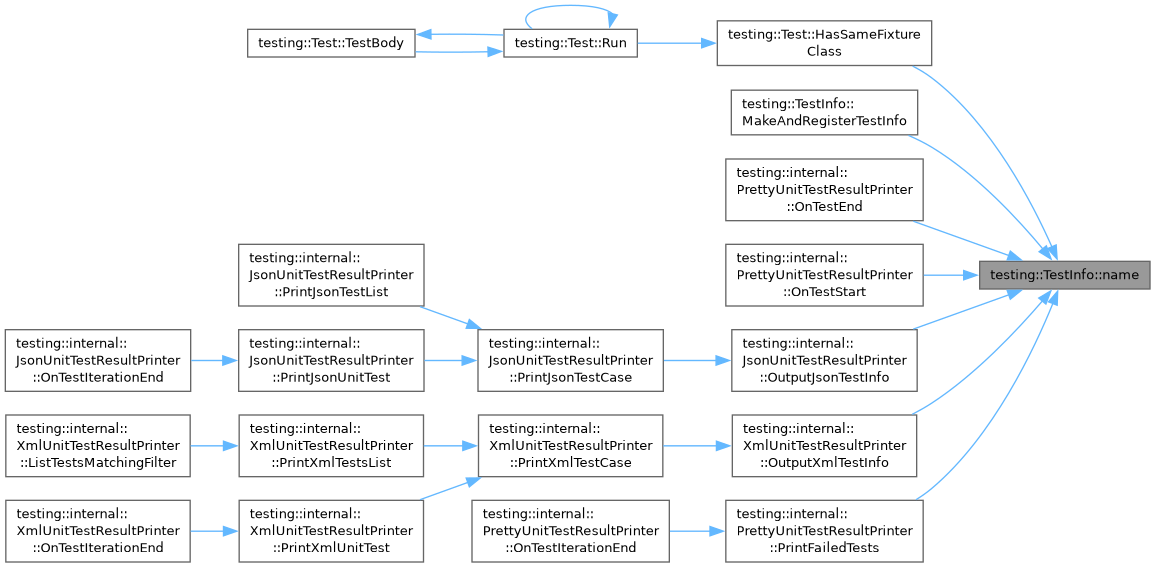 testing::Test::TestBody
testing::Test::Run
testing::Test::HasSameFixture
Class
testing::TestInfo::
MakeAndRegisterTestInfo
testing::internal::
PrettyUnitTestResultPrinter
::OnTestEnd
testing::internal::
JsonUnitTestResultPrinter
::PrintJsonTestList
testing::internal::
PrettyUnitTestResultPrinter
::OnTestStart
testing::TestInfo::name
testing::internal::
JsonUnitTestResultPrinter
::OnTestIterationEnd
testing::internal::
JsonUnitTestResultPrinter
::PrintJsonUnitTest
testing::internal::
JsonUnitTestResultPrinter
::PrintJsonTestCase
testing::internal::
JsonUnitTestResultPrinter
::OutputJsonTestInfo
testing::internal::
XmlUnitTestResultPrinter
::ListTestsMatchingFilter
testing::internal::
XmlUnitTestResultPrinter
::PrintXmlTestsList
testing::internal::
XmlUnitTestResultPrinter
::PrintXmlTestCase
testing::internal::
XmlUnitTestResultPrinter
::OutputXmlTestInfo
testing::internal::
XmlUnitTestResultPrinter
::OnTestIterationEnd
testing::internal::
XmlUnitTestResultPrinter
::PrintXmlUnitTest
testing::internal::
PrettyUnitTestResultPrinter
::OnTestIterationEnd
testing::internal::
PrettyUnitTestResultPrinter
::PrintFailedTests